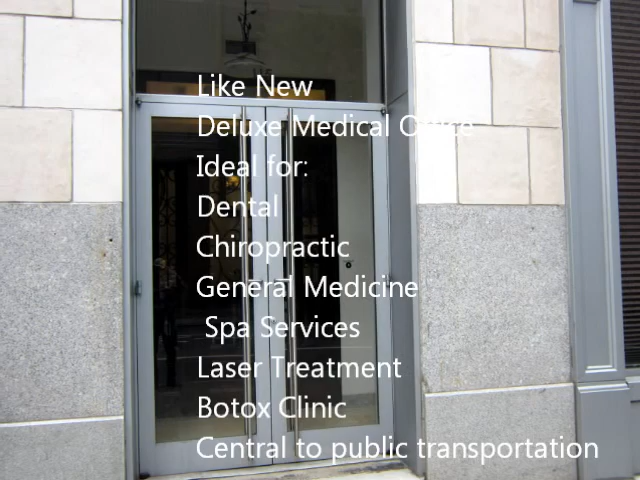 Like New
Deluxe Medical Office
Ideal for:
Dental
Chiropractic
General Medicine
Spa Services
Laser Treatment
Botox Clinic
Central to public transportation